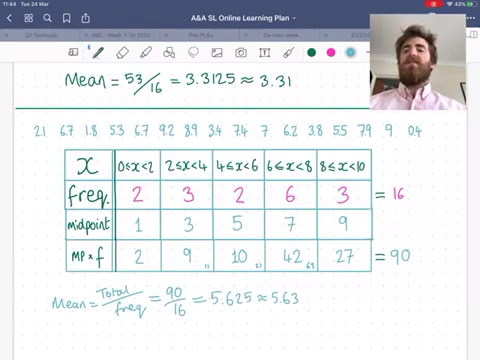 11:44 Tue 24 Mar
43%
A&A SL Online Learning Plan
Mean = 53/16 = 3.3125 ≈ 3.31
2.1 6.7 1.8 5.3 6.7 9.2 8.9 3.4 7.4 7 6.2 3.8 5.5 7.9 9 0.4
x 0≤x<2 2≤x<4 4≤x<6 6≤x<8 8≤x<10
freq. 2 3 2 6 3 = 16
midpoint 1 3 5 7 9
MP × f 2 9 11 10 21 42 63 27 = 90
Mean = Total/freq = 90/16 = 5.625 ≈ 5.63